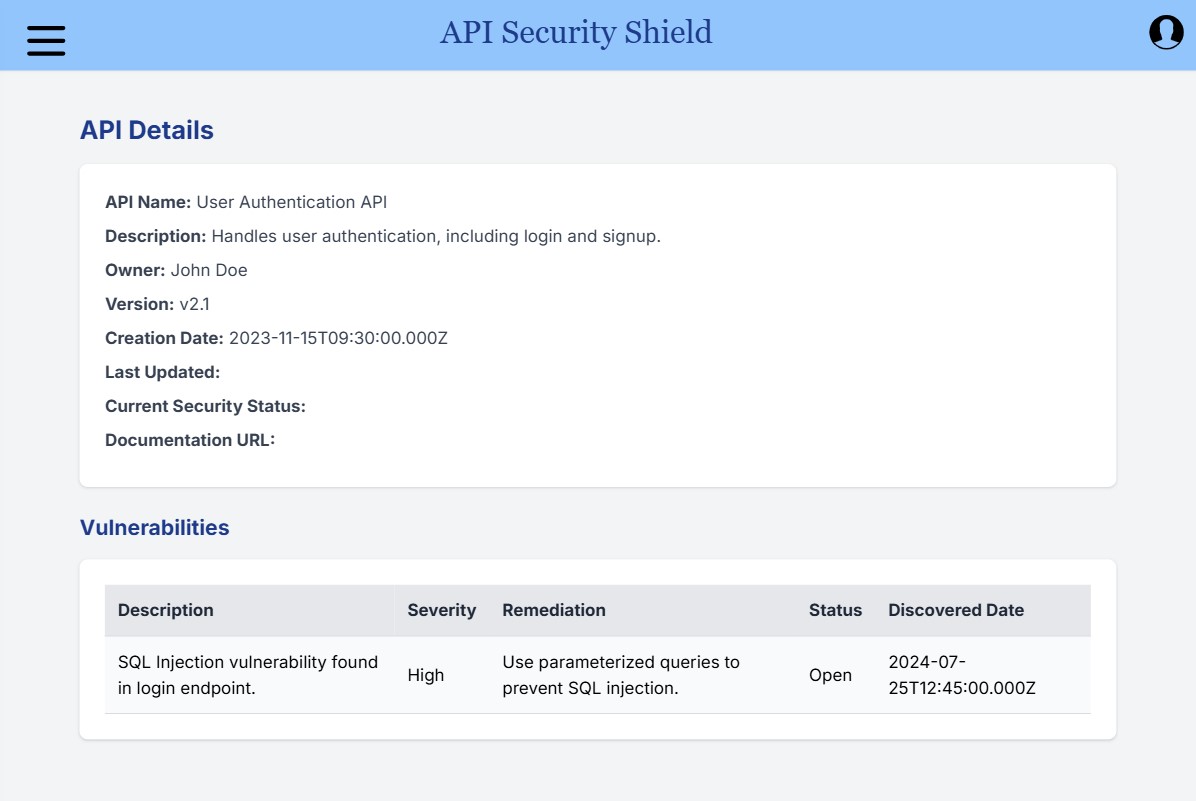 API Security Shield
API Details
API Name: User Authentication API
Description: Handles user authentication, including login and signup.
Owner: John Doe
Version: v2.1
Creation Date: 2023-11-15T09:30:00.000Z
Last Updated:
Current Security Status:
Documentation URL:
Vulnerabilities
Description Severity Remediation Status Discovered Date
SQL Injection vulnerability found
in login endpoint.
High
Use parameterized queries to
prevent SQL injection.
Open
2024-07-
25T12:45:00.000Z